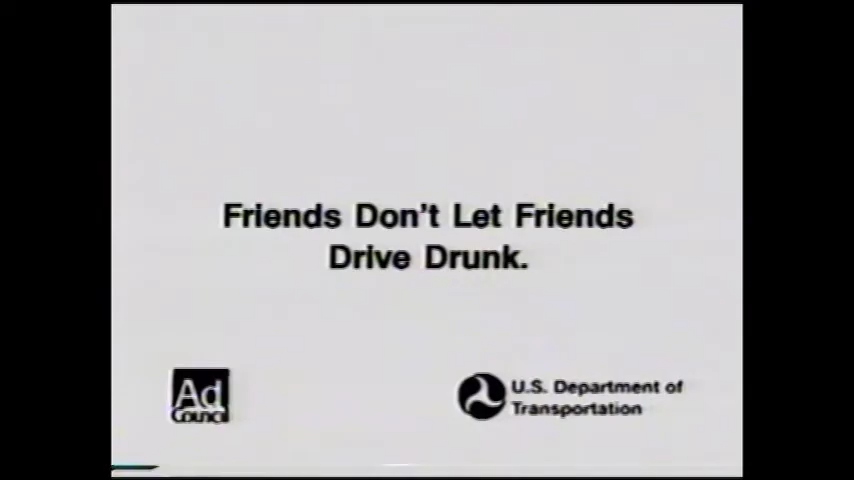 Friends Don't Let Friends
Drive Drunk.
Ad
Council
U.S. Department of
Transportation